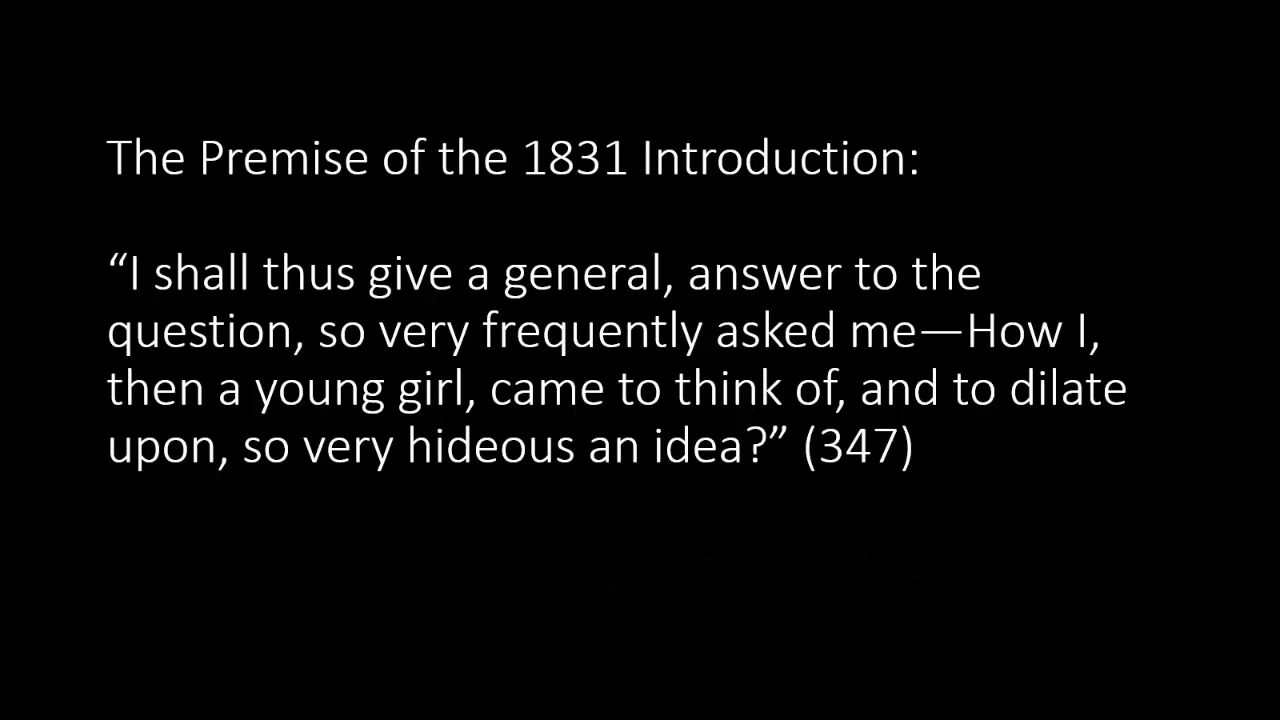 The Premise of the 1831 Introduction:
“I shall thus give a general, answer to the
question, so very frequently asked me—How I,
then a young girl, came to think of, and to dilate
upon, so very hideous an idea?” (347)